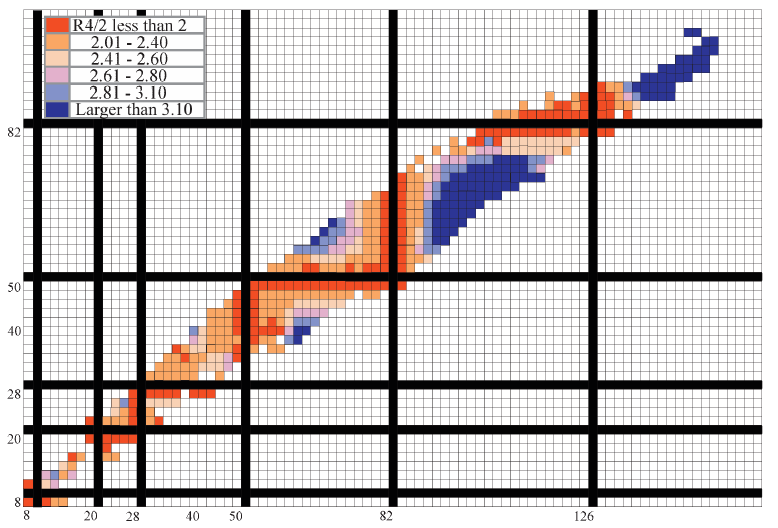 R4/2 less than 2
2.01 - 2.40
2.41 - 2.60
2.61 - 2.80
2.81 - 3.10
Larger than 3.10
82
50
40
28
20
8
8 20 28 40 50 82 126